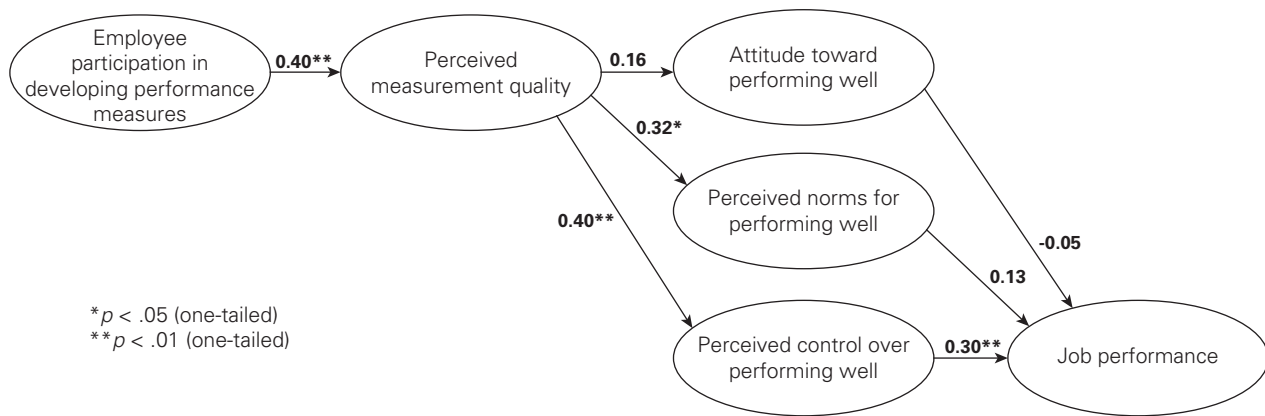 Employee
participation in
developing performance
measures
0.40**
Perceived
measurement quality
0.16
Attitude toward
performing well
0.32*
Perceived norms for
performing well
0.40**
-0.05
0.13
*p < .05 (one-tailed)
**p < .01 (one-tailed)
Perceived control over
performing well
0.30**
Job performance